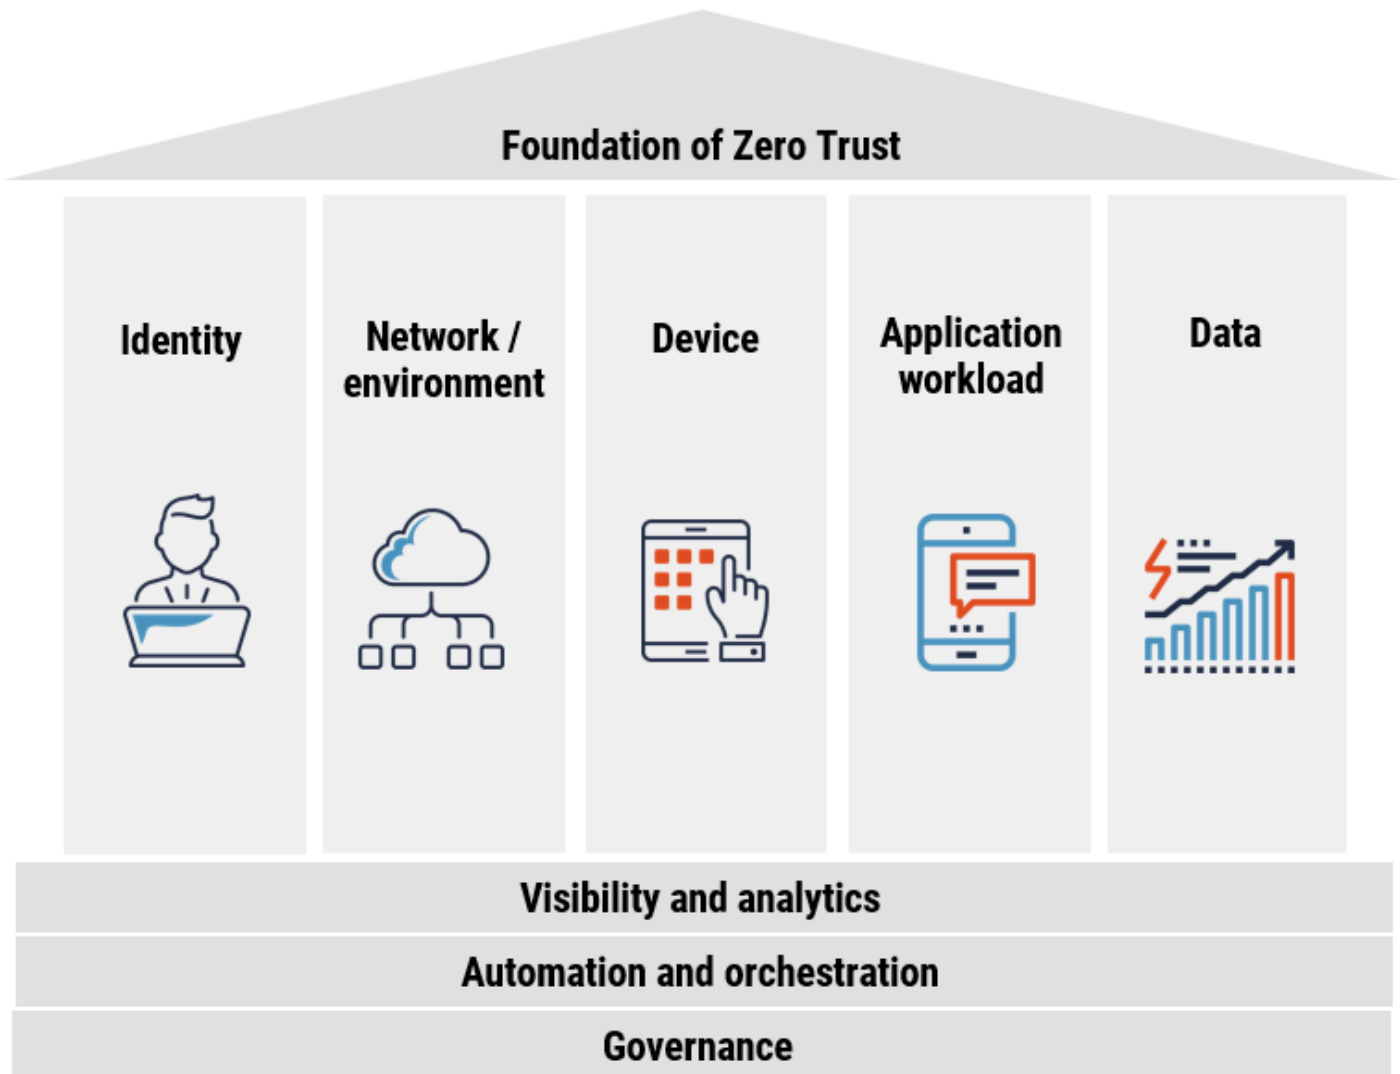 Foundation of Zero Trust
Identity
Network /
environment
Device
Application
workload
Data
Visibility and analytics
Automation and orchestration
Governance